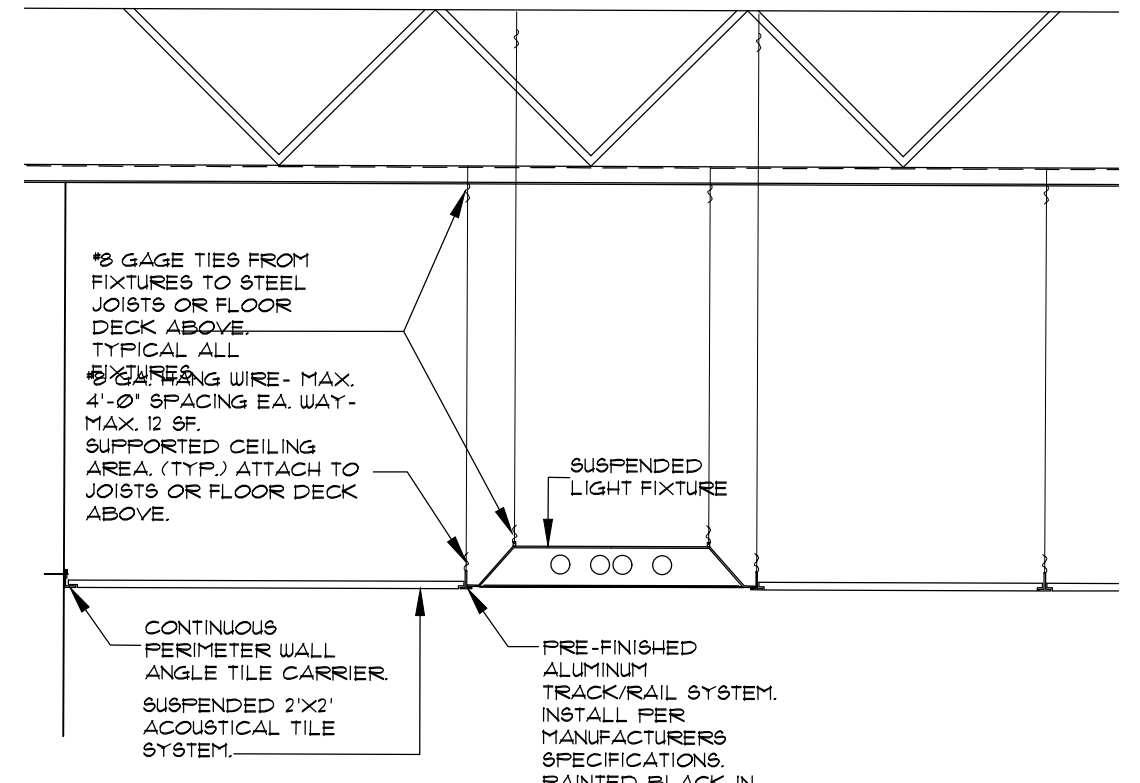 #8 GAGE TIES FROM
FIXTURES TO STEEL
JOISTS OR FLOOR
DECK ABOVE.
TYPICAL ALL
FIXTURES
#8 GA. HANG WIRE- MAX.
4'-Ø" SPACING EA. WAY-
MAX. 12 SF.
SUPPORTED CEILING
AREA. (TYP.) ATTACH TO
JOISTS OR FLOOR DECK
ABOVE.
SUSPENDED
LIGHT FIXTURE
CONTINUOUS
PERIMETER WALL
ANGLE TILE CARRIER.
SUSPENDED 2'X2'
ACOUSTICAL TILE
SYSTEM.
PRE-FINISHED
ALUMINUM
TRACK/RAIL SYSTEM.
INSTALL PER
MANUFACTURERS
SPECIFICATIONS.
PAINTED BLACK IN